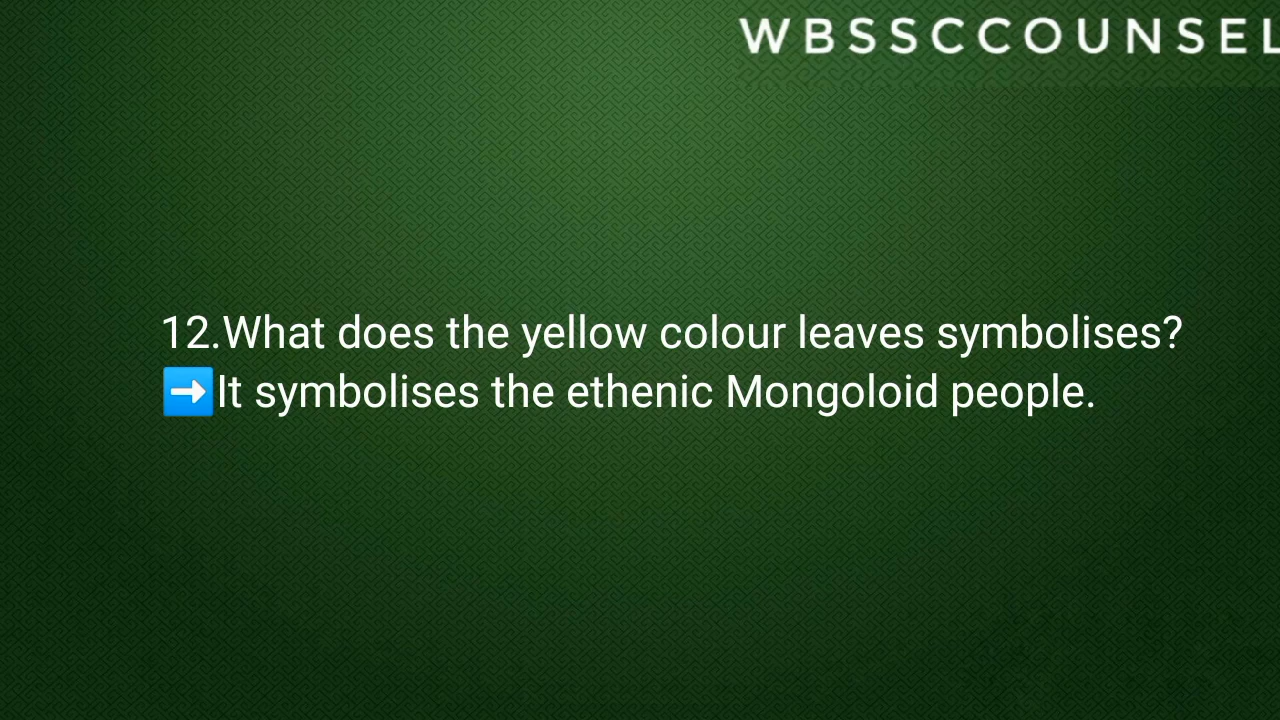 WBSSCCOUNSEL
12.What does the yellow colour leaves symbolises?
➡️It symbolises the ethenic Mongoloid people.